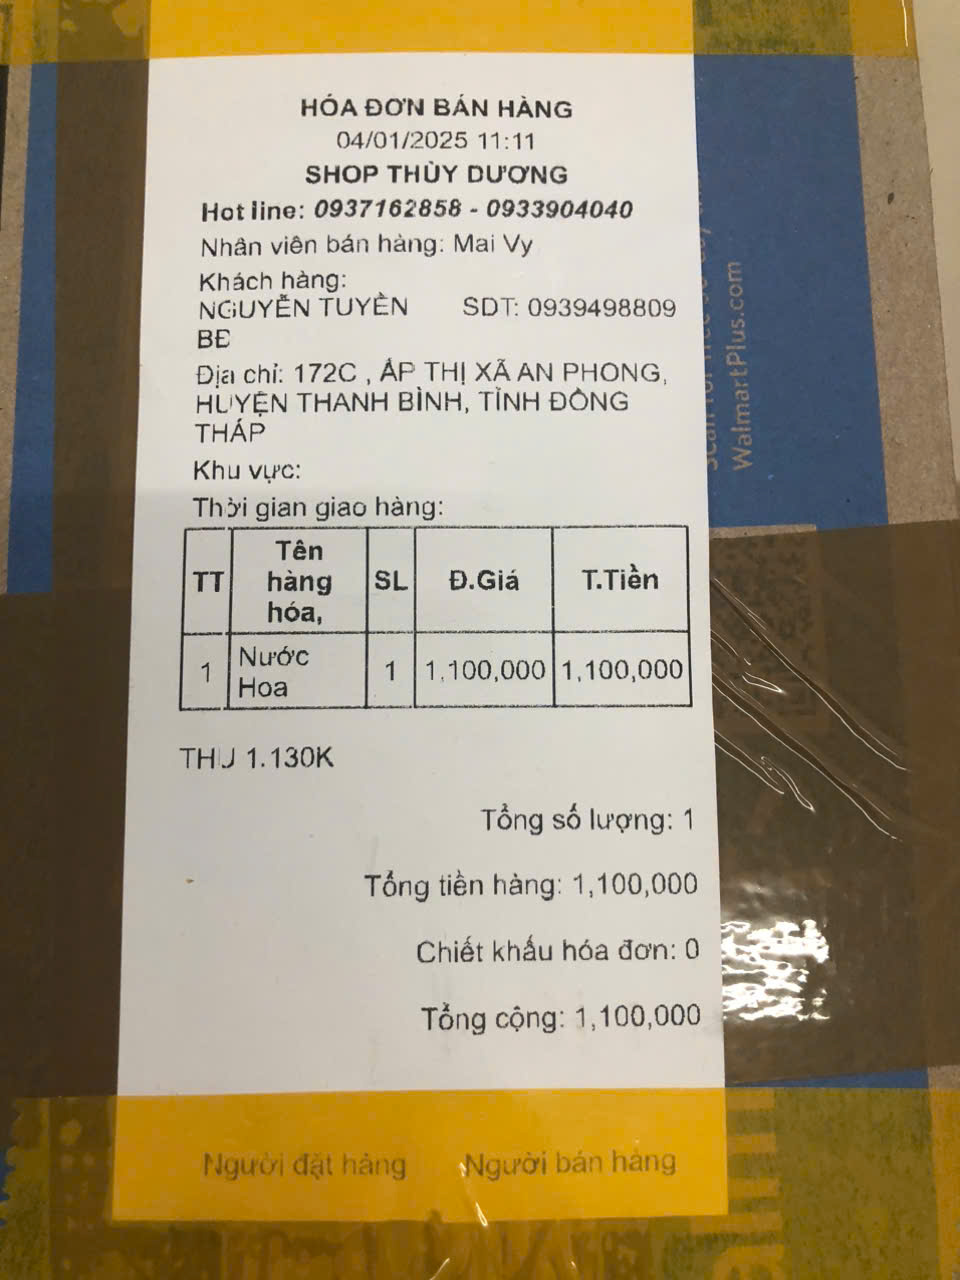 HÓA ĐƠN BÁN HÀNG
04/01/2025 11:11
SHOP THÙY DƯƠNG
Hot line: 0937162858 - 0933904040
Nhân viên bán hàng: Mai Vy
Khách hàng:
NGUYỄN TUYỀN BĐ SDT: 0939498809
Địa chỉ: 172C , ẤP THỊ XÃ AN PHONG,
HUYỆN THANH BÌNH, TỈNH ĐỒNG
THÁP
Khu vực:
Thời gian giao hàng:
TT Tên hàng hóa, SL Đ.Giá T.Tiền
1 Nước Hoa 1 1,100,000 1,100,000
THU 1.130K
Tổng số lượng: 1
Tổng tiền hàng: 1,100,000
Chiết khấu hóa đơn: 0
Tổng cộng: 1,100,000
Người đặt hàng Người bán hàng
WalmartPlus.com